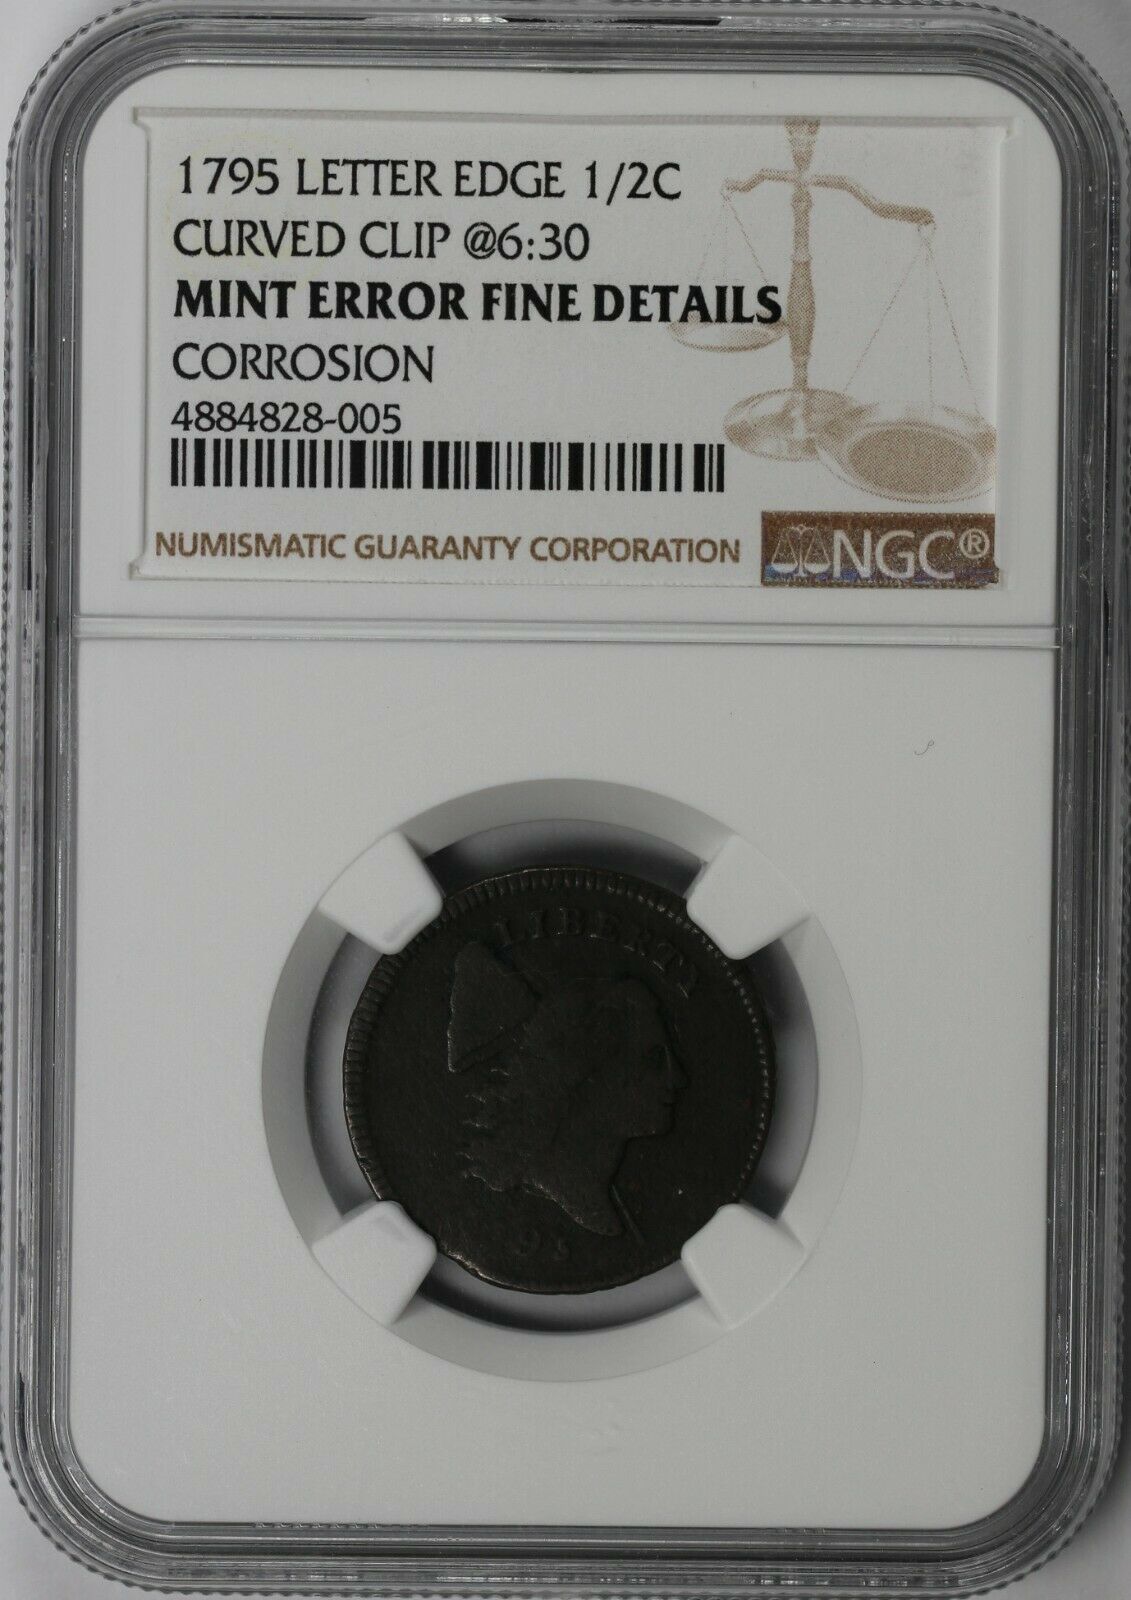 1795 LETTER EDGE 1/2C
CURVED CLIP @6:30
MINT ERROR FINE DETAILS
CORROSION
4884828-005
NUMISMATIC GUARANTY CORPORATION
NGC®
LIBERTY
95